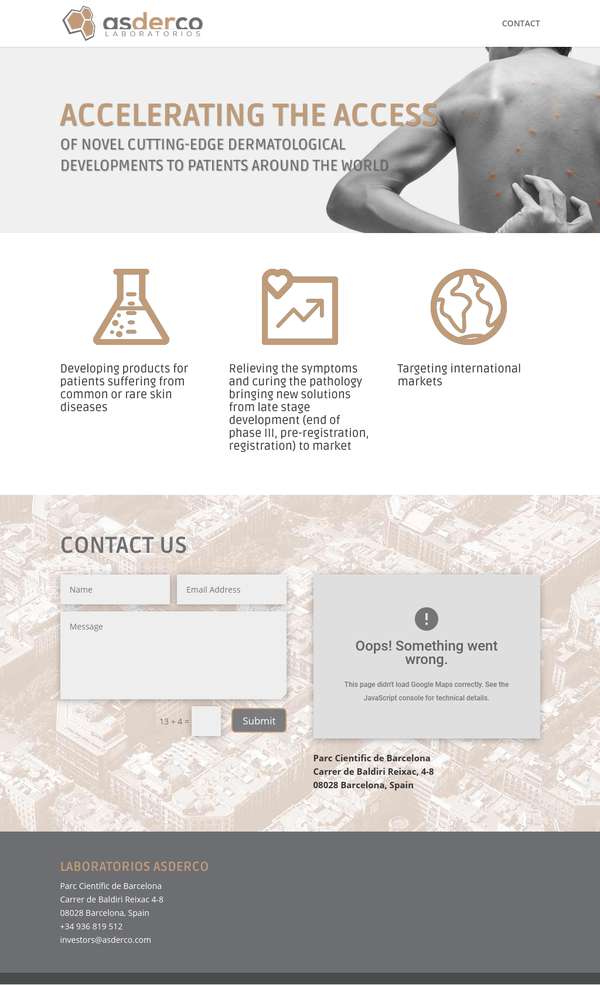 asderco
LABORATORIOS
CONTACT
ACCELERATING THE ACCESS
OF NOVEL CUTTING-EDGE DERMATOLOGICAL
DEVELOPMENTS TO PATIENTS AROUND THE WORLD
Developing products for
patients suffering from
common or rare skin
diseases
Relieving the symptoms
and curing the pathology
bringing new solutions
from late stage
development (end of
phase III, pre-registration,
registration) to market
Targeting international
markets
CONTACT US
Name
Email Address
Message
13 + 4 =
Submit
Oops! Something went
wrong.
This page didn't load Google Maps correctly. See the
JavaScript console for technical details.
Parc Cientific de Barcelona
Carrer de Baldiri Reixac, 4-8
08028 Barcelona, Spain
LABORATORIOS ASDERCO
Parc Científic de Barcelona
Carrer de Baldiri Reixac 4-8
08028 Barcelona, Spain
+34 936 819 512
investors@asderco.com